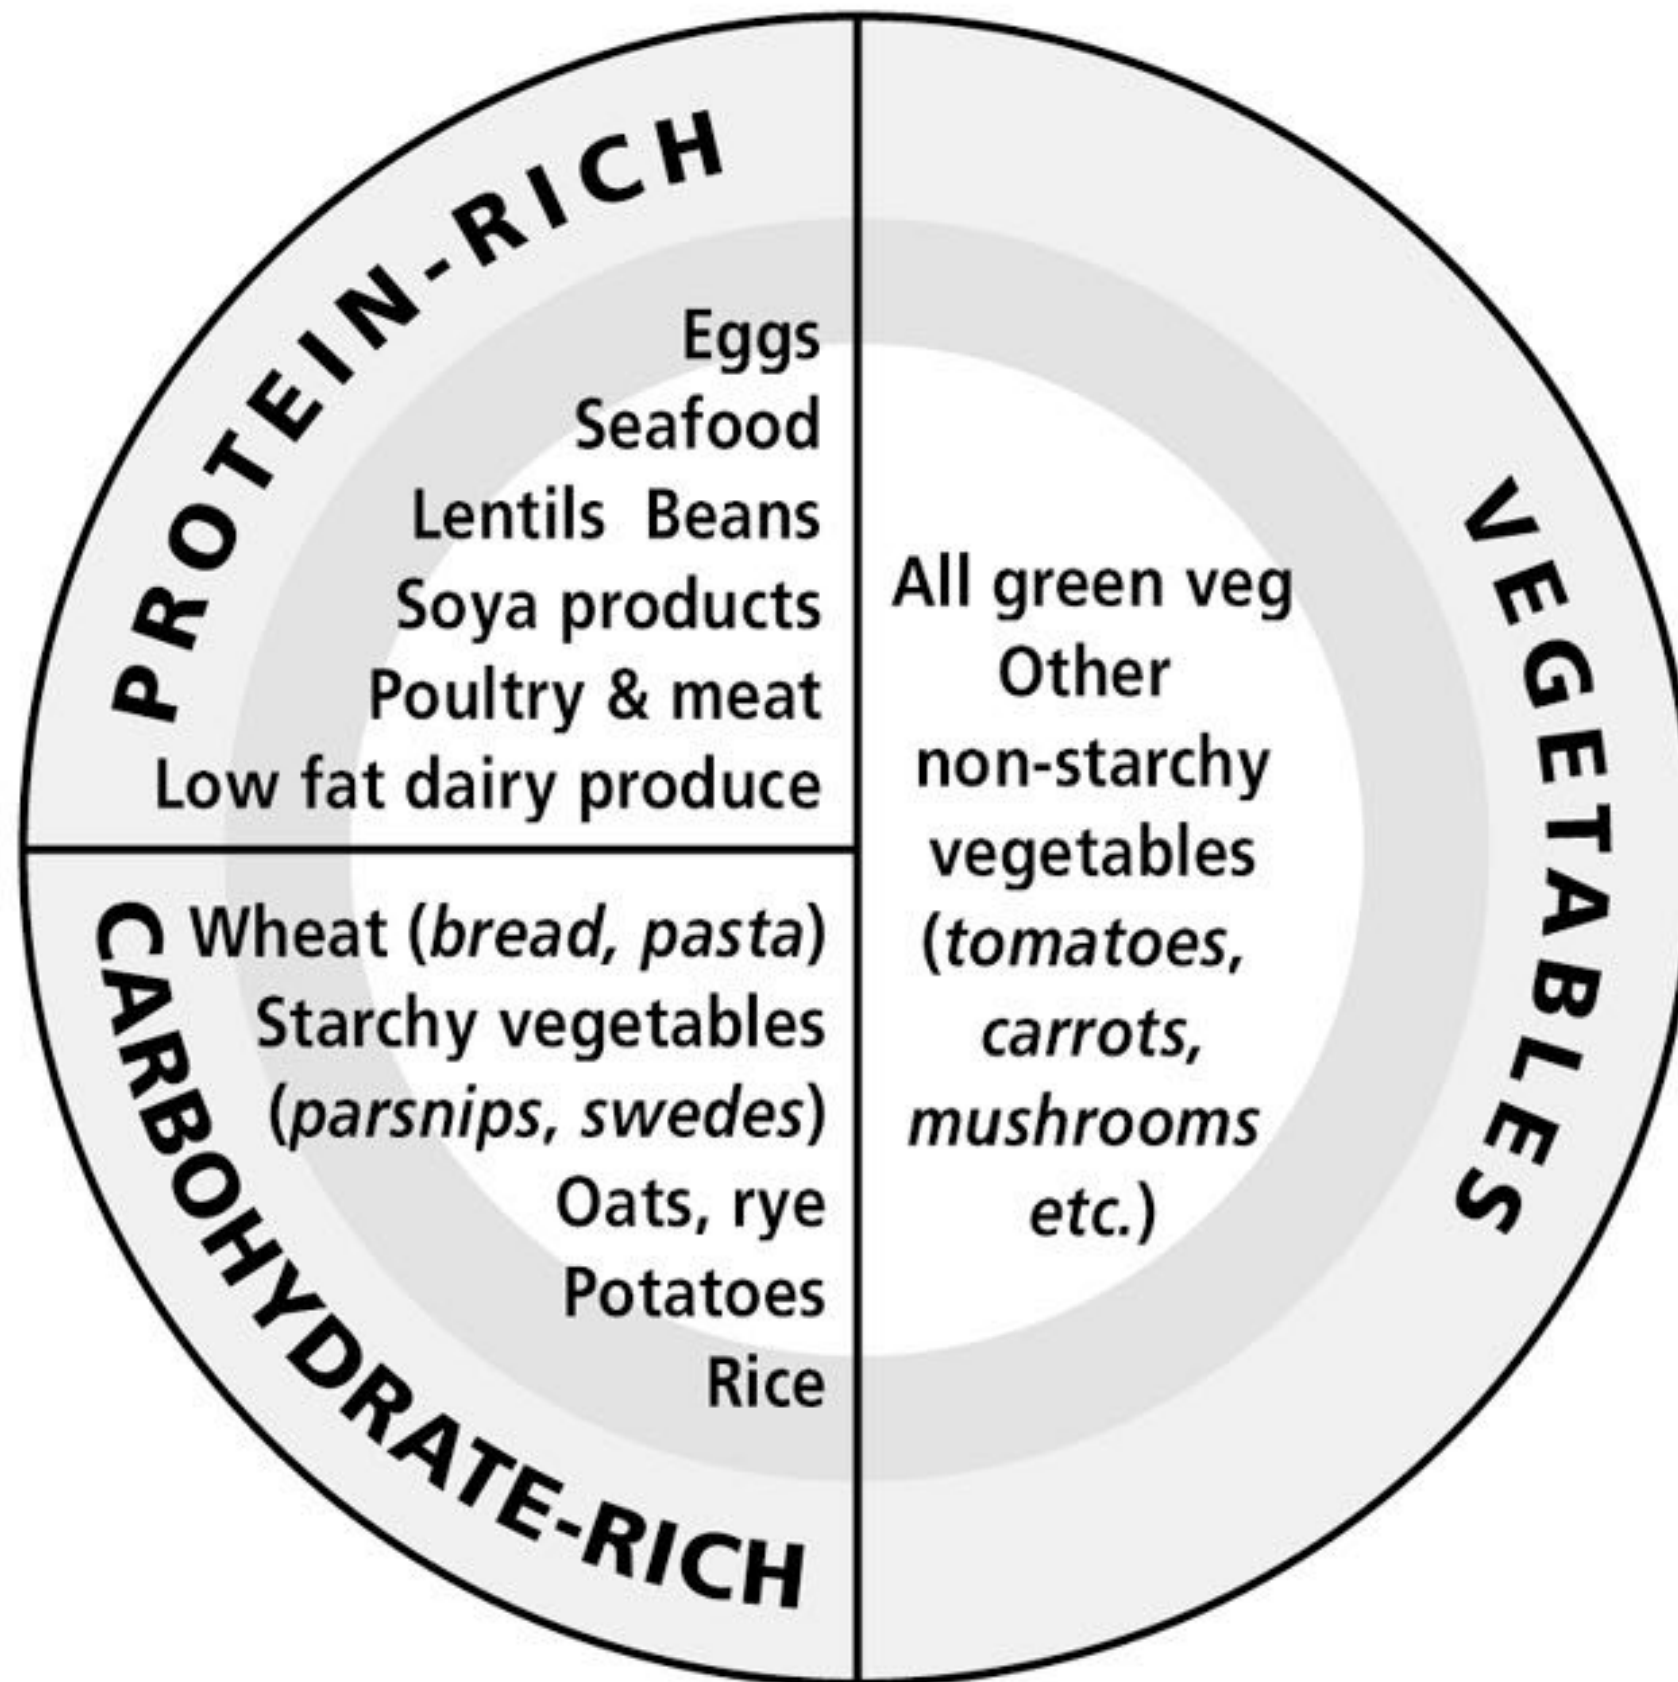 PROTEIN-RICH
Eggs
Seafood
Lentils Beans
Soya products
Poultry & meat
Low fat dairy produce
CARBOHYDRATE-RICH
Wheat (bread, pasta)
Starchy vegetables
(parsnips, swedes)
Oats, rye
Potatoes
Rice
VEGETABLES
All green veg
Other
non-starchy
vegetables
(tomatoes,
carrots,
mushrooms
etc.)